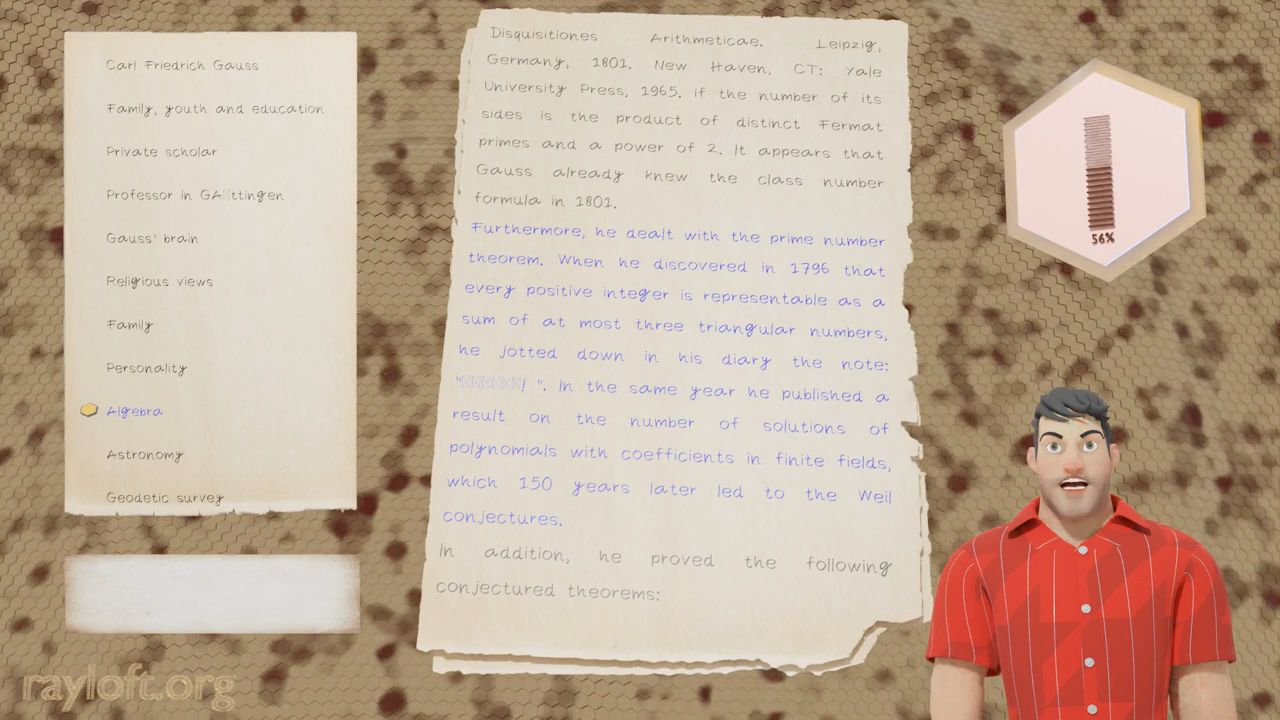 Carl Friedrich Gauss
Family, youth and education
Private scholar
Professor in GA ttingen
Gauss' brain
Religious views
Family
Personality
Algebra
Astronomy
Geodetic survey
Disquisitiones Arithmeticae. Leipzig,
Germany, 1801. New Haven, CT: Yale
University Press, 1965. if the number of its
sides is the product of distinct Fermat
primes and a power of 2. It appears that
Gauss already knew the class number
formula in 1801.
Furthermore, he dealt with the prime number
theorem. When he discovered in 1796 that
every positive integer is representable as a
sum of at most three triangular numbers,
he jotted down in his diary the note:
" ! ". In the same year he published a
result on the number of solutions of
polynomials with coefficients in finite fields,
which 150 years later led to the Weil
conjectures.
In addition, he proved the following
conjectured theorems:
56%
rayloft.org